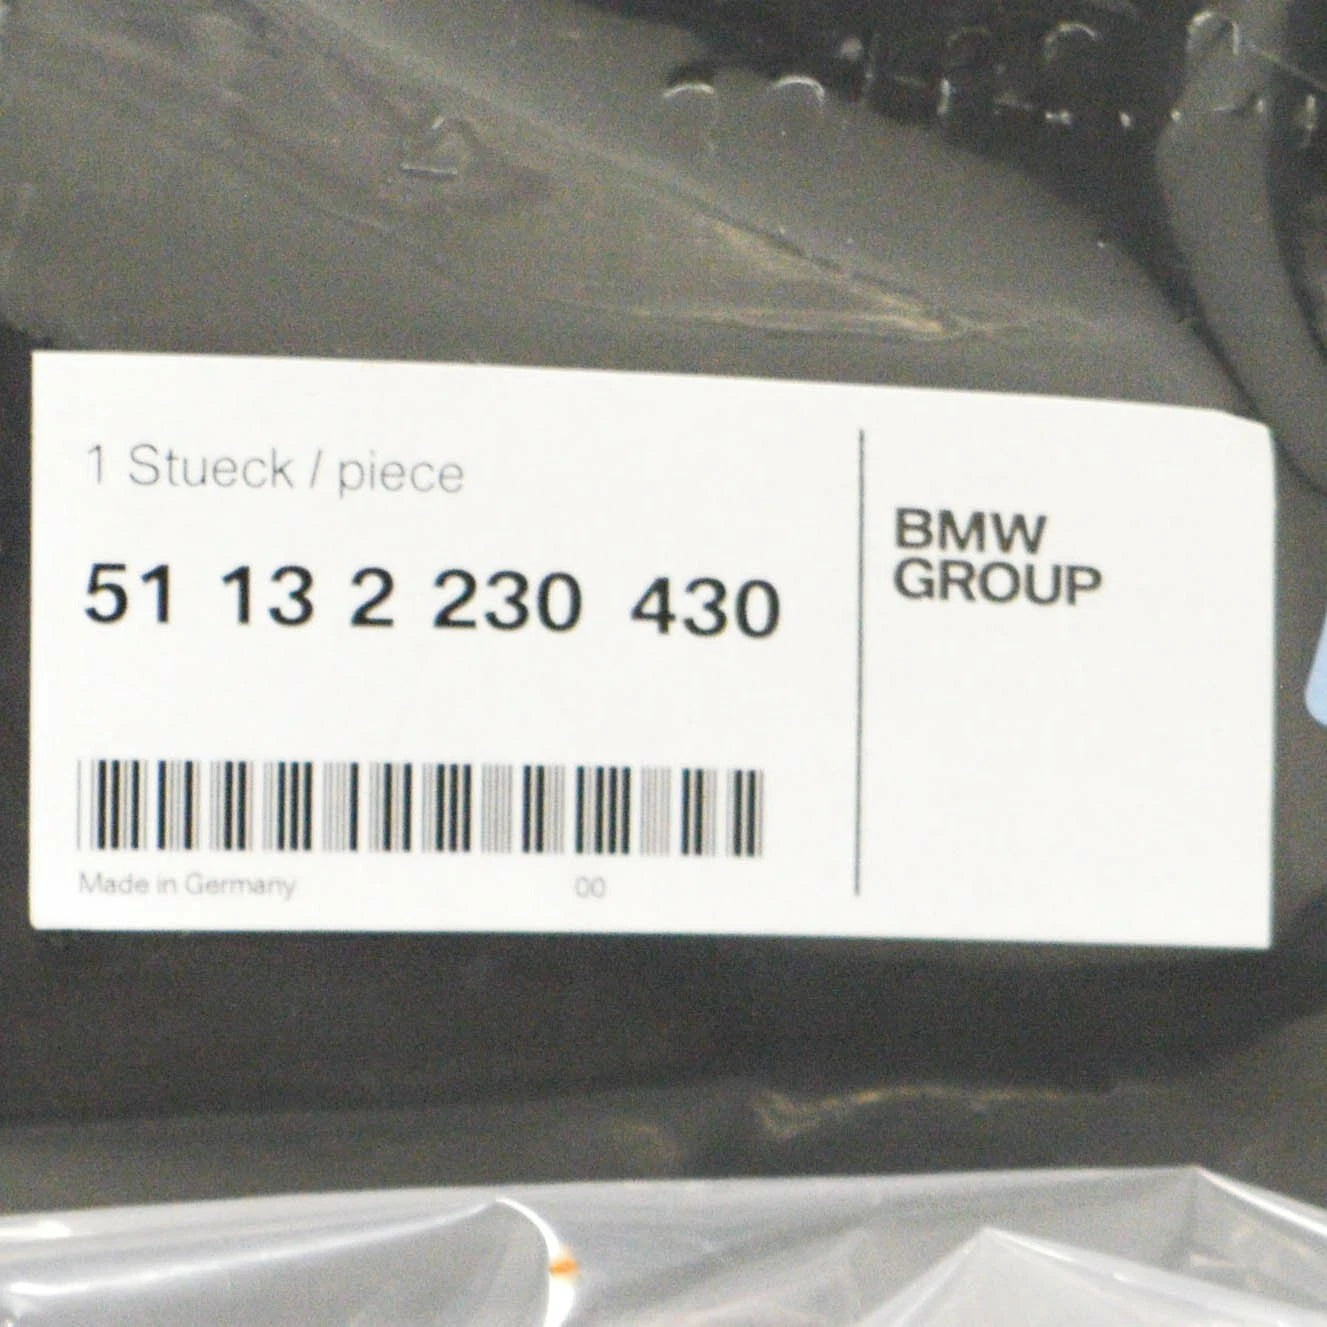 1 Stueck / piece
51 13 2 230 430
Made in Germany 00
BMW
GROUP